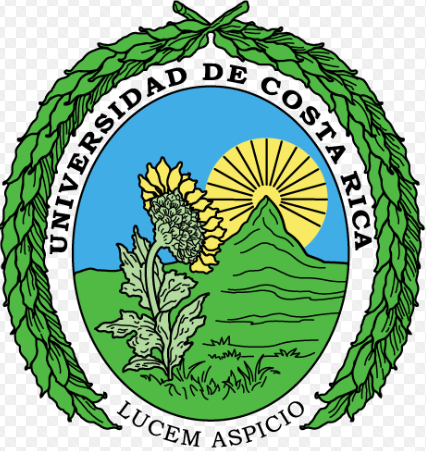 UNIVERSIDAD DE COSTA RICA
LUCEM ASPICIO